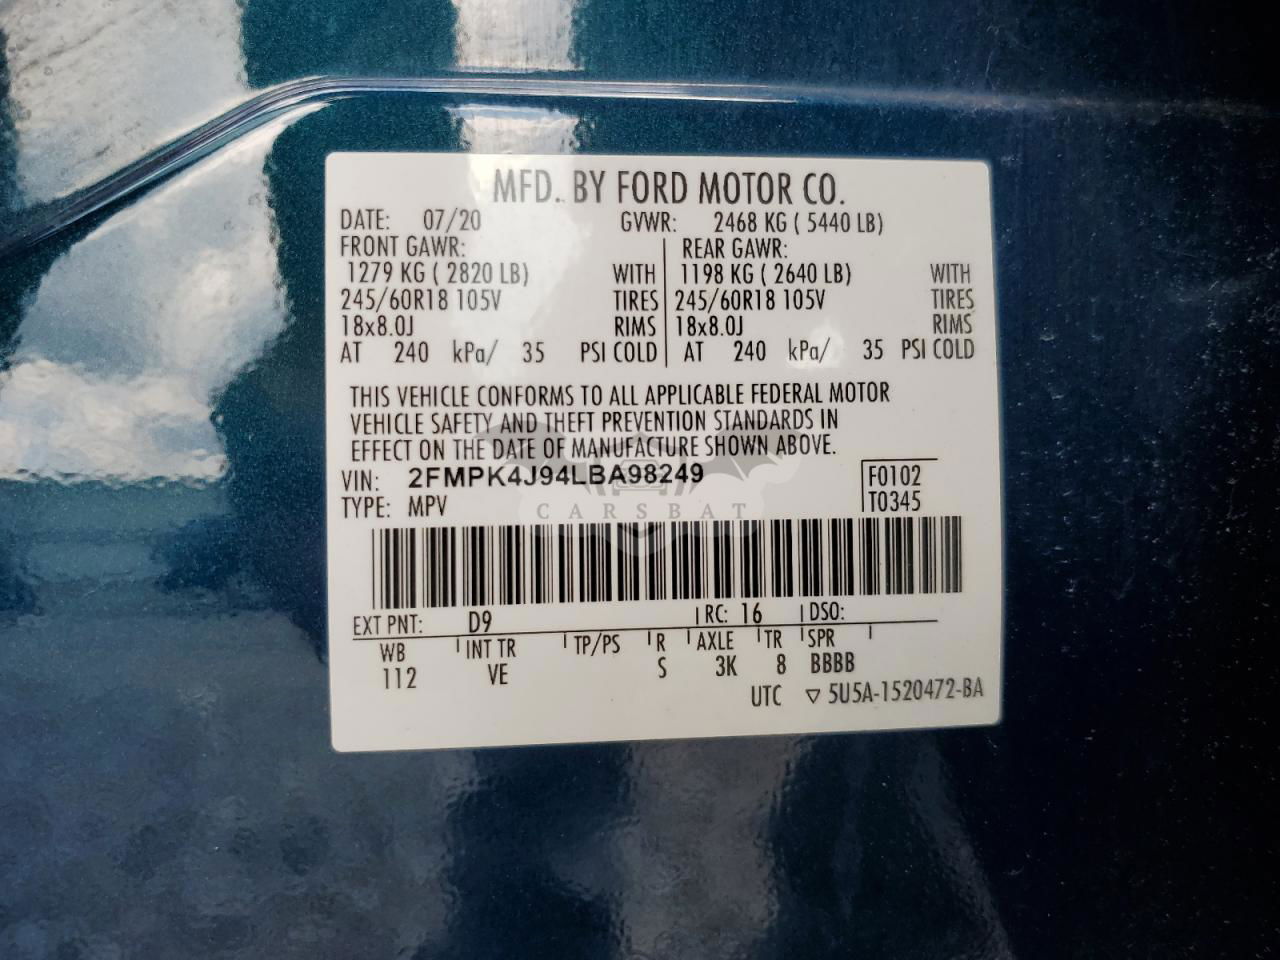 MFD. BY FORD MOTOR CO.
DATE: 07/20 GVWR: 2468 KG ( 5440 LB)
FRONT GAWR: REAR GAWR:
1279 KG ( 2820 LB) WITH 1198 KG ( 2640 LB) WITH
245/60R18 105V TIRES 245/60R18 105V TIRES
18x8.0J RIMS 18x8.0J RIMS
AT 240 kPa/ 35 PSI COLD AT 240 kPa/ 35 PSI COLD
THIS VEHICLE CONFORMS TO ALL APPLICABLE FEDERAL MOTOR
VEHICLE SAFETY AND THEFT PREVENTION STANDARDS IN
EFFECT ON THE DATE OF MANUFACTURE SHOWN ABOVE.
VIN: 2FMPK4J94LBA98249 F0102
TYPE: MPV T0345
CARSBAT
EXT PNT: D9 RC: 16 DSO:
WB INT TR TP/PS R AXLE TR SPR
112 VE S 3K 8 BBBB
UTC ▽ 5U5A-1520472-BA